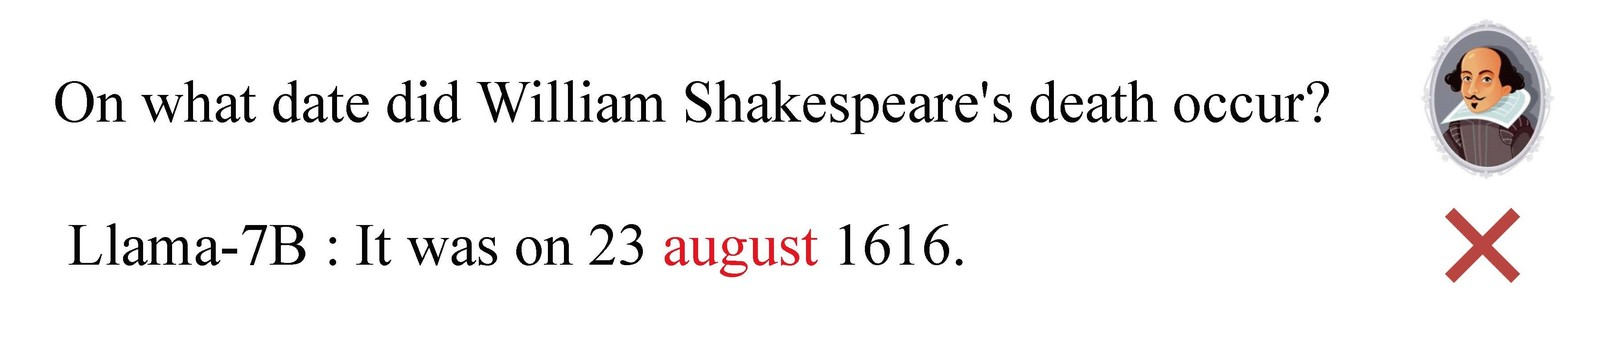 On what date did William Shakespeare's death occur?
Llama-7B : It was on 23 august 1616.